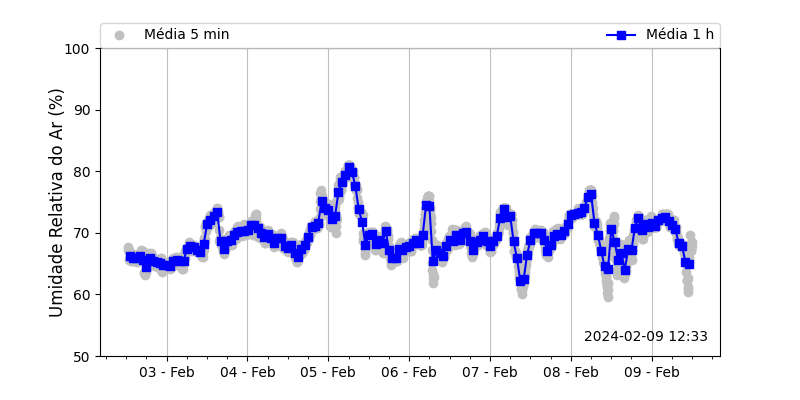 Média 5 min
Média 1 h
Umidade Relativa do Ar (%)
100
90
80
70
60
50
2024-02-09 12:33
03 - Feb
04 - Feb
05 - Feb
06 - Feb
07 - Feb
08 - Feb
09 - Feb